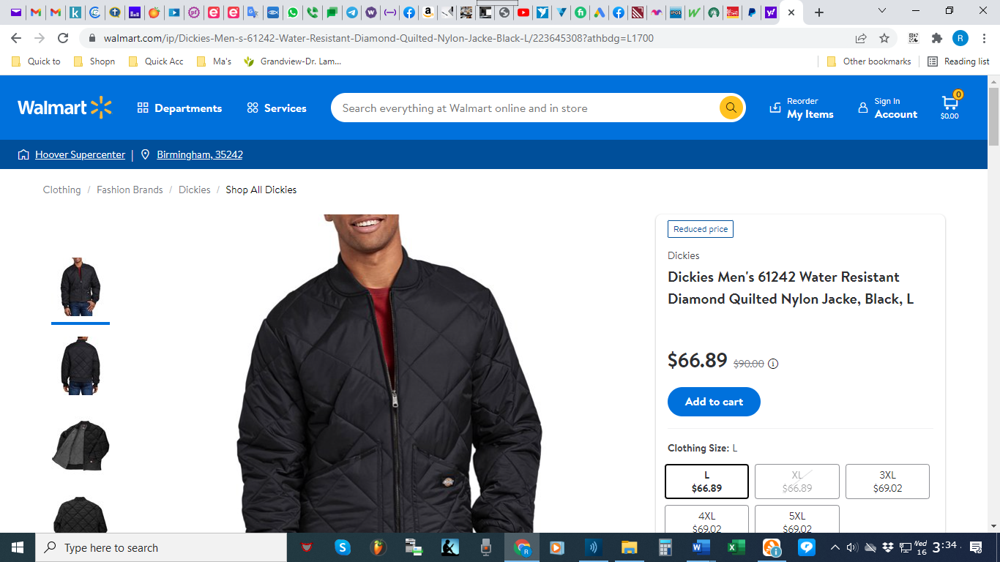 walmart.com/ip/Dickies-Men-s-61242-Water-Resistant-Diamond-Quilted-Nylon-Jacke-Black-L/223645308?athbdg=L1700
R
Quick to
Shopn
Quick Acc
Ma's
Grandview-Dr. Lam...
Other bookmarks
Reading list
Walmart
Departments
Services
Search everything at Walmart online and in store
Reorder
My Items
Sign In
Account
0
$0.00
Hoover Supercenter | Birmingham, 35242
Clothing / Fashion Brands / Dickies / Shop All Dickies
Reduced price
Dickies
Dickies Men's 61242 Water Resistant
Diamond Quilted Nylon Jacke, Black, L
$66.89 $90.00
Add to cart
Clothing Size: L
L
$66.89
XL
$66.89
3XL
$69.02
4XL
$69.02
5XL
$69.02
Type here to search
Wed
16
3:34